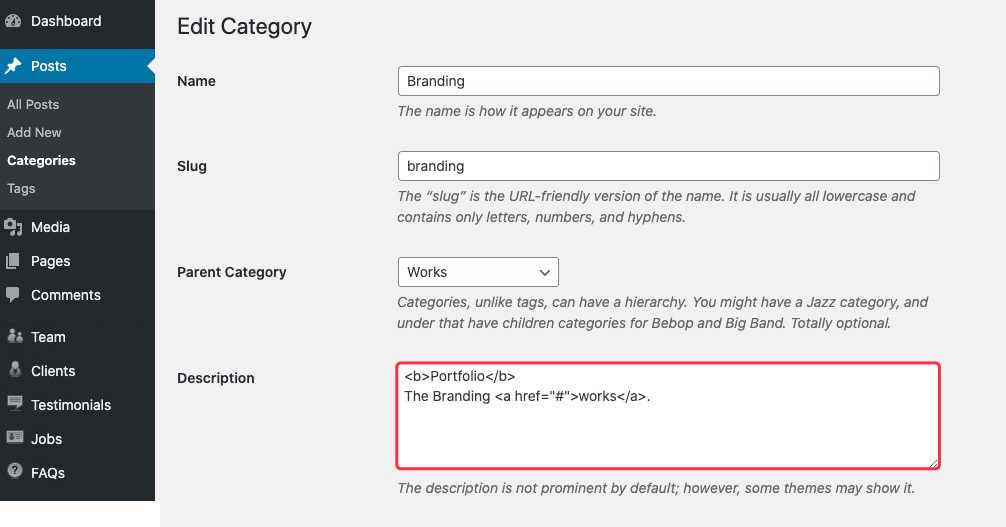 Dashboard
Posts
All Posts
Add New
Categories
Tags
Media
Pages
Comments
Team
Clients
Testimonials
Jobs
FAQs
Edit Category
Name
Branding
The name is how it appears on your site.
Slug
branding
The “slug” is the URL-friendly version of the name. It is usually all lowercase and
contains only letters, numbers, and hyphens.
Parent Category
Works
Categories, unlike tags, can have a hierarchy. You might have a Jazz category, and
under that have children categories for Bebop and Big Band. Totally optional.
Description
<b>Portfolio</b>
The Branding <a href="#">works</a>.
The description is not prominent by default; however, some themes may show it.